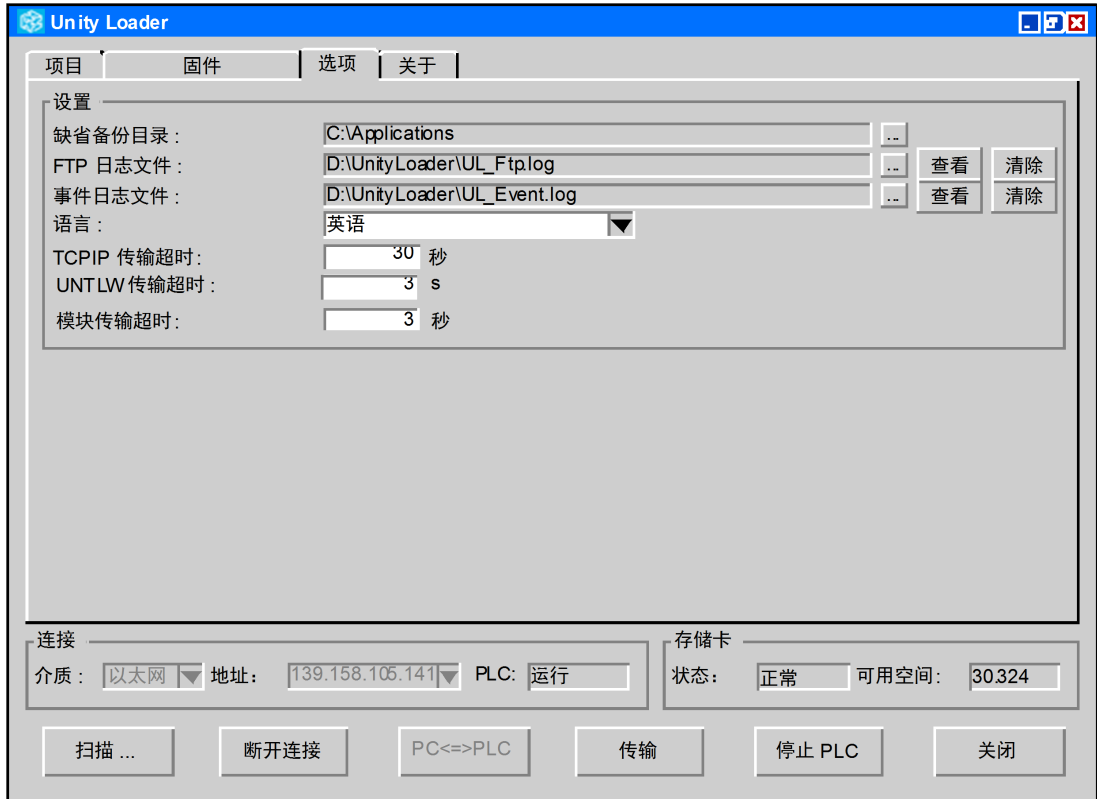 Unity Loader
项目 固件 选项 关于
设置
缺省备份目录 : C:\Applications ...
FTP 日志文件 : D:\UnityLoader\UL_Ftp.log ... 查看 清除
事件日志文件 : D:\UnityLoader\UL_Event.log ... 查看 清除
语言 : 英语
TCPIP 传输超时: 30 秒
UNTLW传输超时 : 3 s
模块传输超时: 3 秒
连接 存储卡
介质 : 以太网 地址: 139.158.105.141 PLC: 运行 状态: 正常 可用空间: 30.324
扫描 ... 断开连接 PC<=>PLC 传输 停止 PLC 关闭